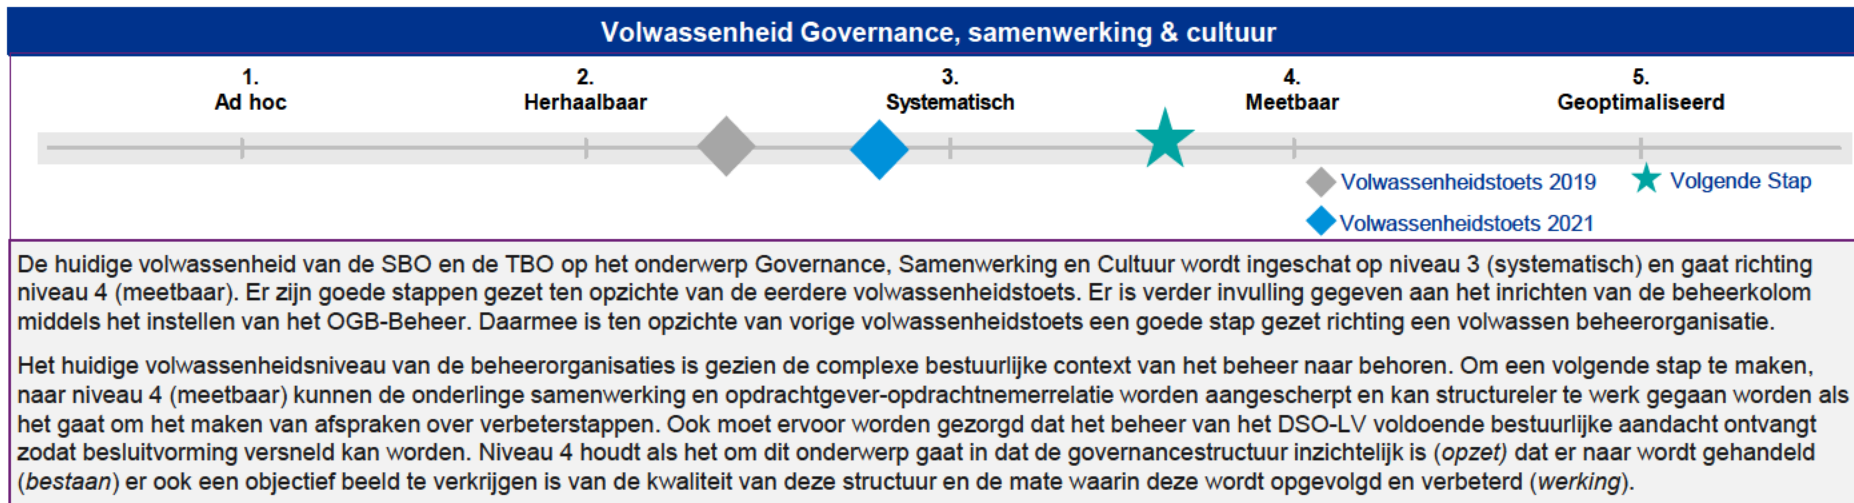 Volwassenheid Governance, samenwerking & cultuur
1.
Ad hoc
2.
Herhaalbaar
3.
Systematisch
4.
Meetbaar
5.
Geoptimaliseerd
Volwassenheidstoets 2019
Volgende Stap
Volwassenheidstoets 2021
De huidige volwassenheid van de SBO en de TBO op het onderwerp Governance, Samenwerking en Cultuur wordt ingeschat op niveau 3 (systematisch) en gaat richting
niveau 4 (meetbaar). Er zijn goede stappen gezet ten opzichte van de eerdere volwassenheidstoets. Er is verder invulling gegeven aan het inrichten van de beheerkolom
middels het instellen van het OGB-Beheer. Daarmee is ten opzichte van vorige volwassenheidstoets een goede stap gezet richting een volwassen beheerorganisatie.
Het huidige volwassenheidsniveau van de beheerorganisaties is gezien de complexe bestuurlijke context van het beheer naar behoren. Om een volgende stap te maken,
naar niveau 4 (meetbaar) kunnen de onderlinge samenwerking en opdrachtgever-opdrachtnemerrelatie worden aangescherpt en kan structureler te werk gegaan worden als
het gaat om het maken van afspraken over verbeterstappen. Ook moet ervoor worden gezorgd dat het beheer van het DSO-LV voldoende bestuurlijke aandacht ontvangt
zodat besluitvorming versneld kan worden. Niveau 4 houdt als het om dit onderwerp gaat in dat de governancestructuur inzichtelijk is (opzet) dat er naar wordt gehandeld
(bestaan) er ook een objectief beeld te verkrijgen is van de kwaliteit van deze structuur en de mate waarin deze wordt opgevolgd en verbeterd (werking).